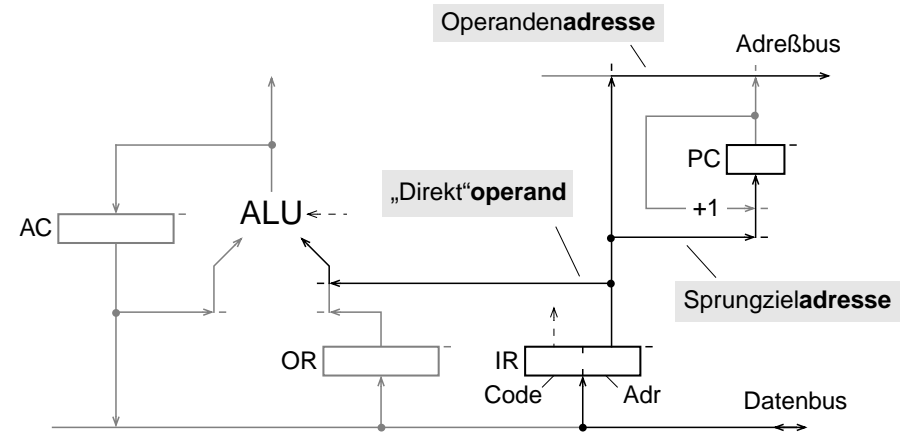 Operandenadresse
Adreßbus
PC
„Direkt“operand
ALU
+1
AC
Sprungzieladresse
OR
IR
Code
Adr
Datenbus